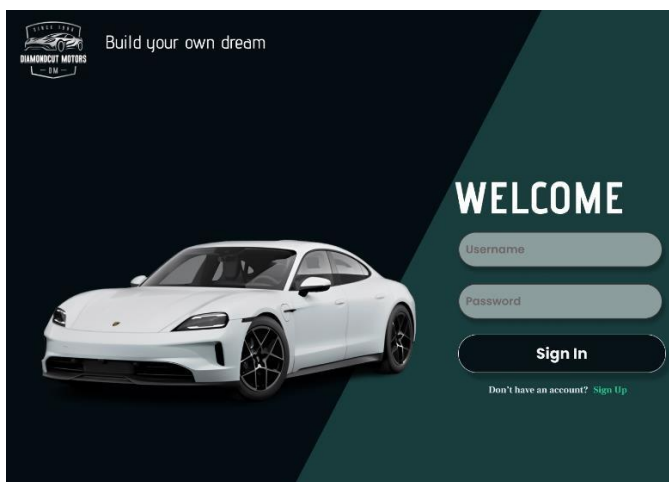 SINCE 1994
DIAMONDCUT MOTORS
DM
Build your own dream
WELCOME
Username
Password
Sign In
Don't have an account? Sign Up